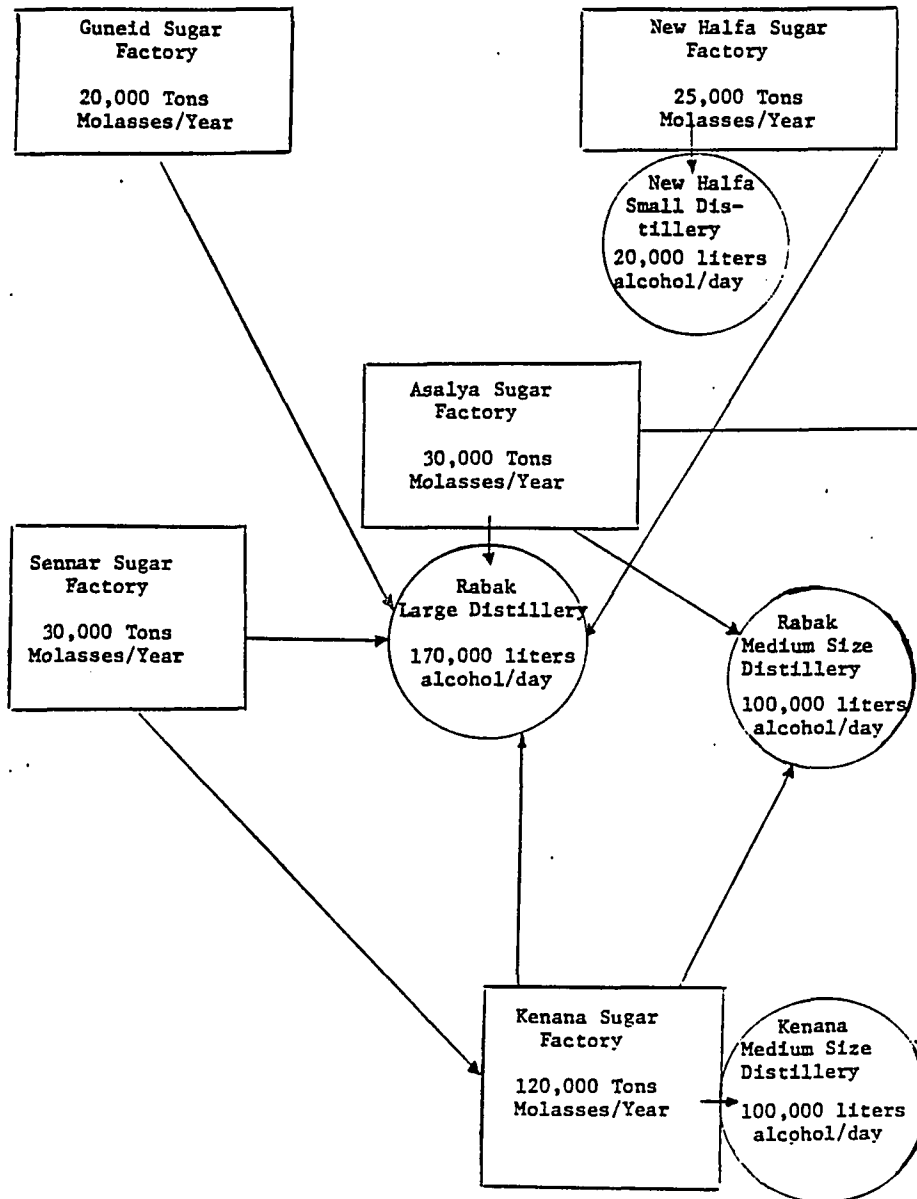 Guneid Sugar
Factory
20,000 Tons
Molasses/Year
New Halfa Sugar
Factory
25,000 Tons
Molasses/Year
New Halfa
Small Dis-
tillery
20,000 liters
alcohol/day
Asalya Sugar
Factory
30,000 Tons
Molasses/Year
Sennar Sugar
Factory
30,000 Tons
Molasses/Year
Rabak
Large Distillery
170,000 liters
alcohol/day
Rabak
Medium Size
Distillery
100,000 liters
alcohol/day
Kenana Sugar
Factory
120,000 Tons
Molasses/Year
Kenana
Medium Size
Distillery
100,000 liters
alcohol/day